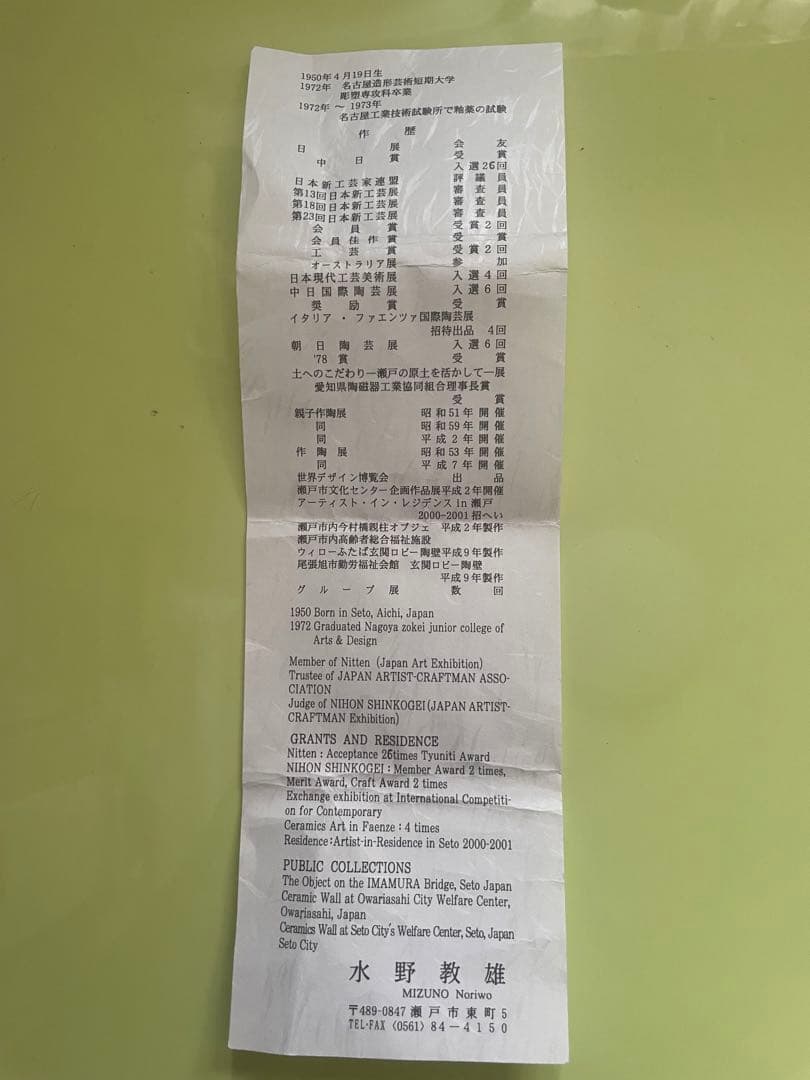 1950年4月19日生
1972年 名古屋造形芸術短期大学
彫塑専攻科卒業
1972年 ～ 1973年
名古屋工業技術試験所で釉薬の試験
作 歴
日 展 会 友
中 日 賞 受 賞
入選26回
日本新工芸家連盟 評議員
第13回日本新工芸展 審査員
第18回日本新工芸展 審査員
第23回日本新工芸展 審査員
会 員 賞 受賞2回
会員佳作賞 受 賞
工 芸 賞 受賞2回
オーストラリア展 参 加
日本現代工芸美術展 入選4回
中日国際陶芸展 入選6回
奨 励 賞 受 賞
イタリア ・ ファエンツァ国際陶芸展
招待出品 4回
朝日陶芸展 入選6回
'78 賞 受 賞
土へのこだわり―瀬戸の原土を活かして―展
愛知県陶磁器工業協同組合理事長賞
受 賞
親子作陶展 昭和51年開催
同 昭和59年開催
同 平成2年開催
作陶展 昭和53年開催
同 平成7年開催
世界デザイン博覧会 出 品
瀬戸市文化センター企画作品展平成2年開催
アーティスト・イン・レジデンス In 瀬戸
2000-2001招へい
瀬戸市内今村橋親柱オブジェ 平成2年製作
瀬戸市内高齢者総合福祉施設
ウィローふたば玄関ロビー陶壁平成9年製作
尾張旭市勤労福祉会館 玄関ロビー陶壁
平成9年製作
グループ展 数 回
1950 Born in Seto, Aichi, Japan
1972 Graduated Nagoya zokei junior college of
Arts & Design
Member of Nitten (Japan Art Exhibition)
Trustee of JAPAN ARTIST-CRAFTMAN ASSO-
CIATION
Judge of NIHON SHINKOGEI (JAPAN ARTIST-
CRAFTMAN Exhibition)
GRANTS AND RESIDENCE
Nitten : Acceptance 26times Tyuniti Award
NIHON SHINKOGEI : Member Award 2 times,
Merit Award, Craft Award 2 times
Exchange exhibition at International Competiti-
on for Contemporary
Ceramics Art in Faenze : 4 times
Residence:Artist-in-Residence in Seto 2000-2001
PUBLIC COLLECTIONS
The Object on the IMAMURA Bridge, Seto Japan
Ceramic Wall at Owariasahi City Welfare Center,
Owariasahi, Japan
Ceramics Wall at Seto City's Welfare Center, Seto, Japan
Seto City
水野教雄
MIZUNO Noriwo
〒489-0847 瀬戸市東町5
TEL・FAX 〈0561〉84－4150